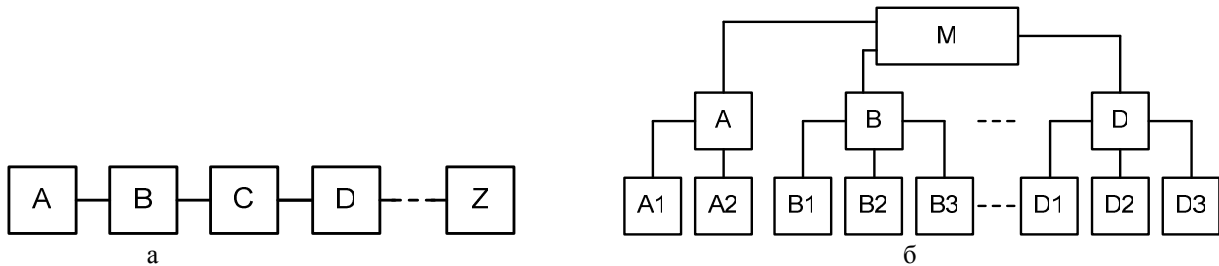 M
A B D
A B C D Z
A1 A2 B1 B2 B3 D1 D2 D3
а б